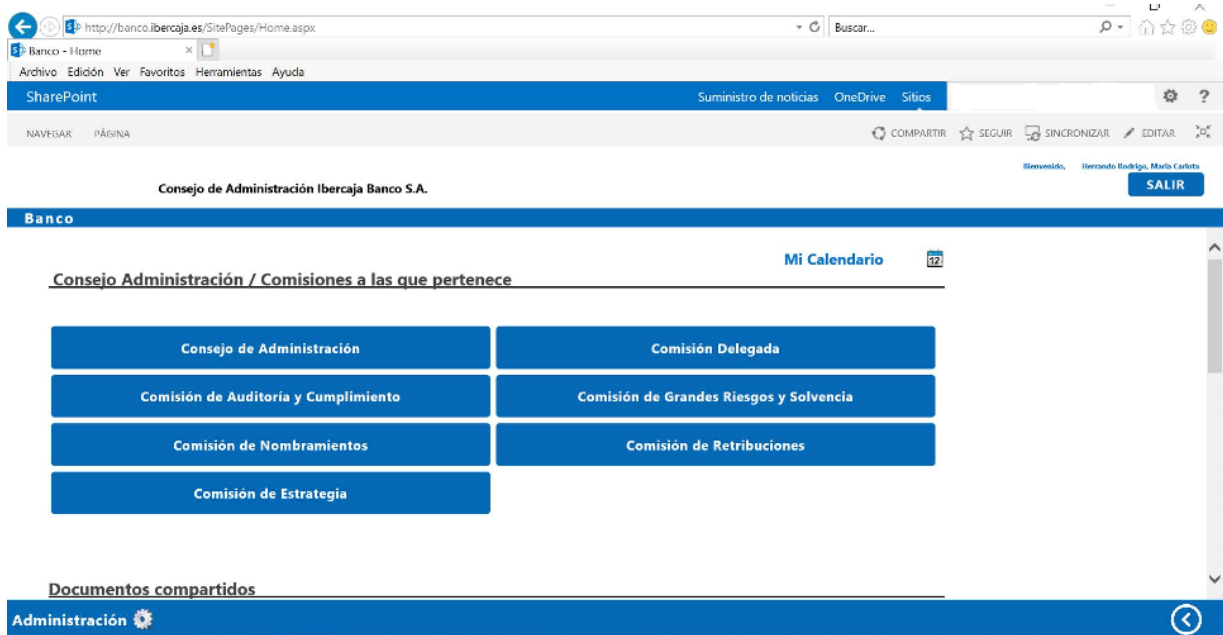 http://banco.ibercaja.es/SitePages/Home.aspx
Buscar...
Banco - Home
Archivo Edición Ver Favoritos Herramientas Ayuda
SharePoint Suministro de noticias OneDrive Sitios ?
NAVEGAR PÁGINA COMPARTIR SEGUIR SINCRONIZAR EDITAR
Bienvenido, Herrando Rodrigo, María Carlota
Consejo de Administración Ibercaja Banco S.A. SALIR
Banco
Mi Calendario 12
Consejo Administración / Comisiones a las que pertenece
Consejo de Administración Comisión Delegada
Comisión de Auditoría y Cumplimiento Comisión de Grandes Riesgos y Solvencia
Comisión de Nombramientos Comisión de Retribuciones
Comisión de Estrategia
Documentos compartidos
Administración